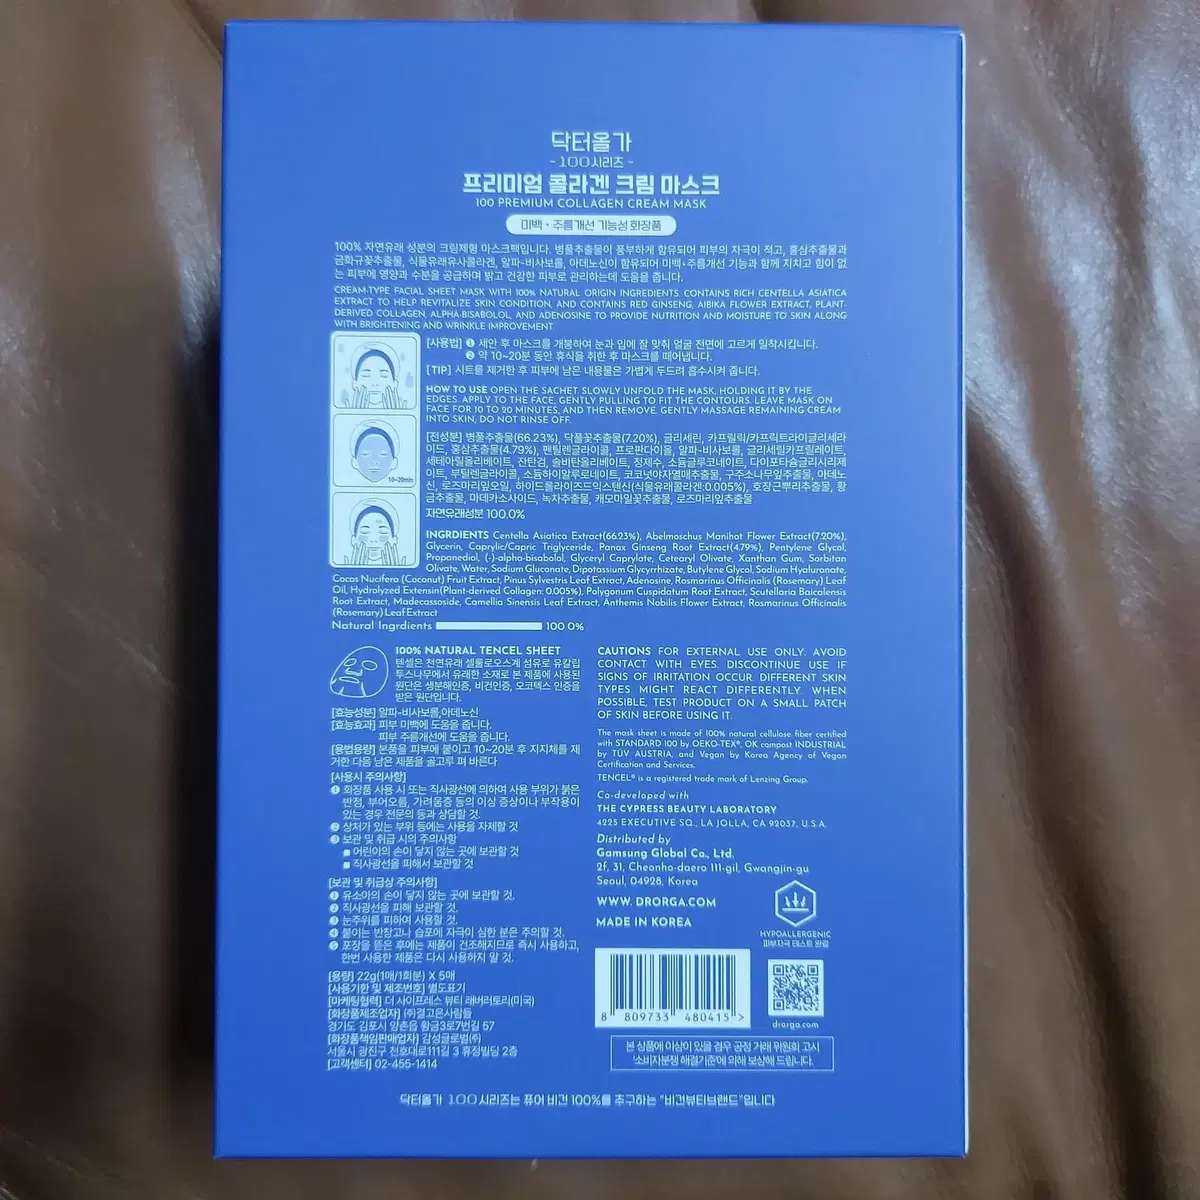 닥터올가
- 100시리즈 -
프리미엄 콜라겐 크림 마스크
100 PREMIUM COLLAGEN CREAM MASK
미백 · 주름개선 기능성 화장품
100% 자연유래 성분의 크림제형 마스크팩입니다. 병풀추출물이 풍부하게 함유되어 피부의 자극이 적고, 홍삼추출물과
금화규꽃추출물, 식물유래유사콜라겐, 알파-비사보롤, 아데노신이 함유되어 미백·주름개선 기능과 함께 지치고 힘이 없
는 피부에 영양과 수분을 공급하며 밝고 건강한 피부로 관리하는데 도움을 줍니다.
CREAM-TYPE FACIAL SHEET MASK WITH 100% NATURAL ORIGIN INGREDIENTS. CONTAINS RICH CENTELLA ASIATICA
EXTRACT TO HELP REVITALIZE SKIN CONDITION, AND CONTAINS RED GINSENG, AIBIKA FLOWER EXTRACT, PLANT-
DERIVED COLLAGEN, ALPHA-BISABOLOL, AND ADENOSINE TO PROVIDE NUTRITION AND MOISTURE TO SKIN ALONG
WITH BRIGHTENING AND WRINKLE IMPROVEMENT.
[사용법] ❶ 세안 후 마스크를 개봉하여 눈과 입에 잘 맞춰 얼굴 전면에 고르게 밀착시킵니다.
❷ 약 10~20분 동안 휴식을 취한 후 마스크를 떼어냅니다.
[TIP] 시트를 제거한 후 피부에 남은 내용물은 가볍게 두드려 흡수시켜 줍니다.
HOW TO USE OPEN THE SACHET SLOWLY UNFOLD THE MASK, HOLDING IT BY THE
EDGES. APPLY TO THE FACE, GENTLY PULLING TO FIT THE CONTOURS. LEAVE MASK ON
FACE FOR 10 TO 20 MINUTES, AND THEN REMOVE. GENTLY MASSAGE REMAINING CREAM
INTO SKIN, DO NOT RINSE OFF.
10~20min
[전성분] 병풀추출물(66.23%), 닥풀꽃추출물(7.20%), 글리세린, 카프릴릭/카프릭트라이글리세라
이드, 홍삼추출물(4.79%), 펜틸렌글라이콜, 프로판다이올, 알파-비사보롤, 글리세릴카프릴레이트,
세테아릴올리베이트, 잔탄검, 솔비탄올리베이트, 정제수, 소듐글루코네이트, 다이포타슘글리시리제
이트, 부틸렌글라이콜, 소듐하이알루로네이트, 코코넛야자열매추출물, 구주소나무잎추출물, 아데노
신, 로즈마리잎오일, 하이드롤라이즈드익스텐신(식물유래콜라겐:0.005%), 호장근뿌리추출물, 황
금추출물, 마데카소사이드, 녹차추출물, 캐모마일꽃추출물, 로즈마리잎추출물
자연유래성분 100.0%
INGRDIENTS Centella Asiatica Extract(66.23%), Abelmoschus Manihot Flower Extract(7.20%),
Glycerin, Caprylic/Capric Triglyceride, Panax Ginseng Root Extract(4.79%), Pentylene Glycol,
Propanediol, (-)-alpha-bisabolol, Glyceryl Caprylate, Cetearyl Olivate, Xanthan Gum, Sorbitan
Olivate, Water, Sodium Gluconate, Dipotassium Glycyrrhizate, Butylene Glycol, Sodium Hyaluronate,
Cocos Nucifera (Coconut) Fruit Extract, Pinus Sylvestris Leaf Extract, Adenosine, Rosmarinus Officinalis (Rosemary) Leaf
Oil, Hydrolyzed Extensin(Plant-derived Collagen: 0.005%), Polygonum Cuspidatum Root Extract, Scutellaria Baicalensis
Root Extract, Madecassoside, Camellia Sinensis Leaf Extract, Anthemis Nobilis Flower Extract, Rosmarinus Officinalis
(Rosemary) Leaf Extract
Natural Ingrdients 100.0%
100% NATURAL TENCEL SHEET
텐셀은 천연유래 셀룰로오스계 섬유로 유칼립
투스나무에서 유래한 소재로 본 제품에 사용된
원단은 생분해인증, 비건인증, 오코텍스 인증을
받은 원단입니다.
[효능성분] 알파-비사보롤,아데노신
[효능효과] 피부 미백에 도움을 줍니다.
피부 주름개선에 도움을 줍니다.
[용법용량] 본품을 피부에 붙이고 10~20분 후 지지체를 제
거한 다음 남은 제품을 골고루 펴 바른다
[사용시 주의사항]
❶ 화장품 사용 시 또는 직사광선에 의하여 사용 부위가 붉은
반점, 부어오름, 가려움증 등의 이상 증상이나 부작용이
있는 경우 전문의 등과 상담할 것.
❷ 상처가 있는 부위 등에는 사용을 자제할 것
❸ 보관 및 취급 시의 주의사항
■ 어린이의 손이 닿지 않는 곳에 보관할 것
■ 직사광선을 피해서 보관할 것
[보관 및 취급상 주의사항]
❶ 유소아의 손이 닿지 않는 곳에 보관할 것.
❷ 직사광선을 피해 보관할 것.
❸ 눈주위를 피하여 사용할 것.
❹ 붙이는 반창고나 습포에 자극이 심한 분은 주의할 것.
❺ 포장을 뜯은 후에는 제품이 건조해지므로 즉시 사용하고,
한번 사용한 제품은 다시 사용하지 말 것.
[용량] 22g(1매/1회분) X 5매
[사용기한 및 제조번호] 별도표기
[마케팅협력] 더 사이프레스 뷰티 래버러토리(미국)
[화장품제조업자] ㈜결고은사람들
경기도 김포시 양촌읍 황금3로7번길 57
[화장품책임판매업자] 감성글로벌㈜
서울시 광진구 천호대로111길 3 휴정빌딩 2층
[고객센터] 02-455-1414
CAUTIONS FOR EXTERNAL USE ONLY. AVOID
CONTACT WITH EYES. DISCONTINUE USE IF
SIGNS OF IRRITATION OCCUR. DIFFERENT SKIN
TYPES MIGHT REACT DIFFERENTLY. WHEN
POSSIBLE, TEST PRODUCT ON A SMALL PATCH
OF SKIN BEFORE USING IT.
The mask sheet is made of 100% natural cellulose fiber certified
with STANDARD 100 by OEKO-TEX®, OK compost INDUSTRIAL
by TÜV AUSTRIA, and Vegan by Korea Agency of Vegan
Certification and Services.
TENCEL® is a registered trade mark of Lenzing Group.
Co-developed with
THE CYPRESS BEAUTY LABORATORY
4225 EXECUTIVE SQ., LA JOLLA, CA 92037, U.S.A.
Distributed by
Gamsung Global Co., Ltd.
2f, 31, Cheonho-daero 111-gil, Gwangjin-gu
Seoul, 04928, Korea
WWW. DRORGA.COM
MADE IN KOREA
HYPOALLERGENIC
피부자극 테스트 완료
8 809733 480415 >
drorga.com
본 상품에 이상이 있을 경우 공정 거래 위원회 고시
'소비자분쟁 해결기준'에 의해 보상해 드립니다.
닥터올가 100시리즈는 퓨어 비건 100%를 추구하는 "비건뷰티브랜드"입니다